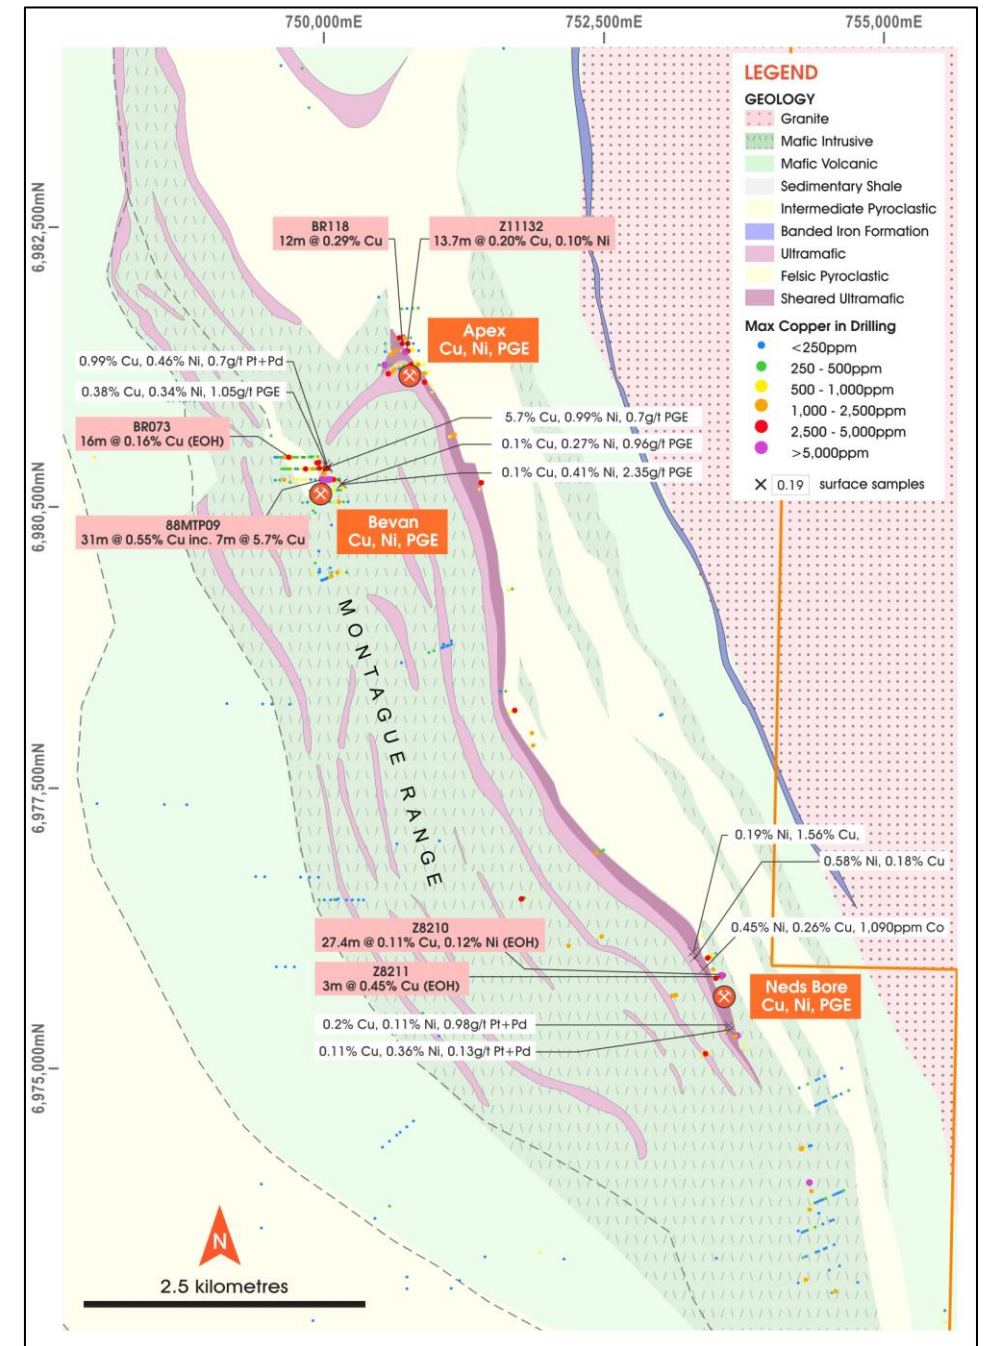 750,000mE
752,500mE
755,000mE
LEGEND
GEOLOGY
Granite
Mafic Intrusive
Mafic Volcanic
Sedimentary Shale
Intermediate Pyroclastic
Banded Iron Formation
Ultramafic
Felsic Pyroclastic
Sheared Ultramafic
Max Copper in Drilling
<250ppm
250 - 500ppm
500 - 1,000ppm
1,000 - 2,500ppm
2,500 - 5,000ppm
>5,000ppm
0.19 surface samples
6,982,500mN
BR118
12m @ 0.29% Cu
Z11132
13.7m @ 0.20% Cu, 0.10% Ni
Apex
Cu, Ni, PGE
0.99% Cu, 0.46% Ni, 0.7g/t Pt+Pd
0.38% Cu, 0.34% Ni, 1.05g/t PGE
BR073
16m @ 0.16% Cu (EOH)
5.7% Cu, 0.99% Ni, 0.7g/t PGE
0.1% Cu, 0.27% Ni, 0.96g/t PGE
0.1% Cu, 0.41% Ni, 2.35g/t PGE
6,980,500mN
88MTP09
31m @ 0.55% Cu inc. 7m @ 5.7% Cu
Bevan
Cu, Ni, PGE
MONTAGUE RANGE
6,977,500mN
0.19% Ni, 1.56% Cu,
0.58% Ni, 0.18% Cu
0.45% Ni, 0.26% Cu, 1,090ppm Co
Z8210
27.4m @ 0.11% Cu, 0.12% Ni (EOH)
Z8211
3m @ 0.45% Cu (EOH)
Neds Bore
Cu, Ni, PGE
0.2% Cu, 0.11% Ni, 0.98g/t Pt+Pd
0.11% Cu, 0.36% Ni, 0.13g/t Pt+Pd
6,975,000mN
N
2.5 kilometres